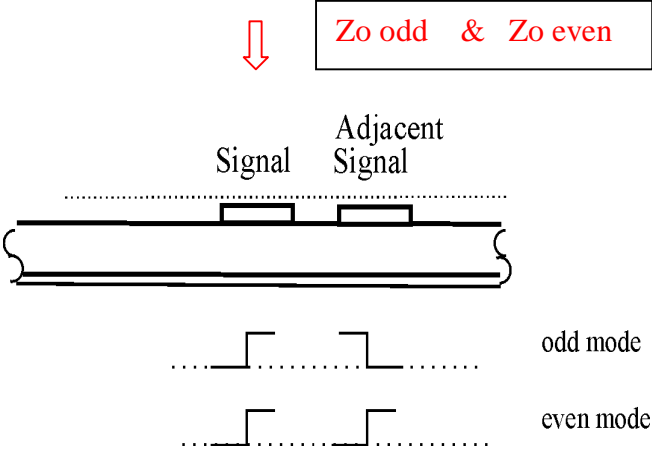 Zo odd & Zo even
Adjacent
Signal Signal
odd mode
even mode